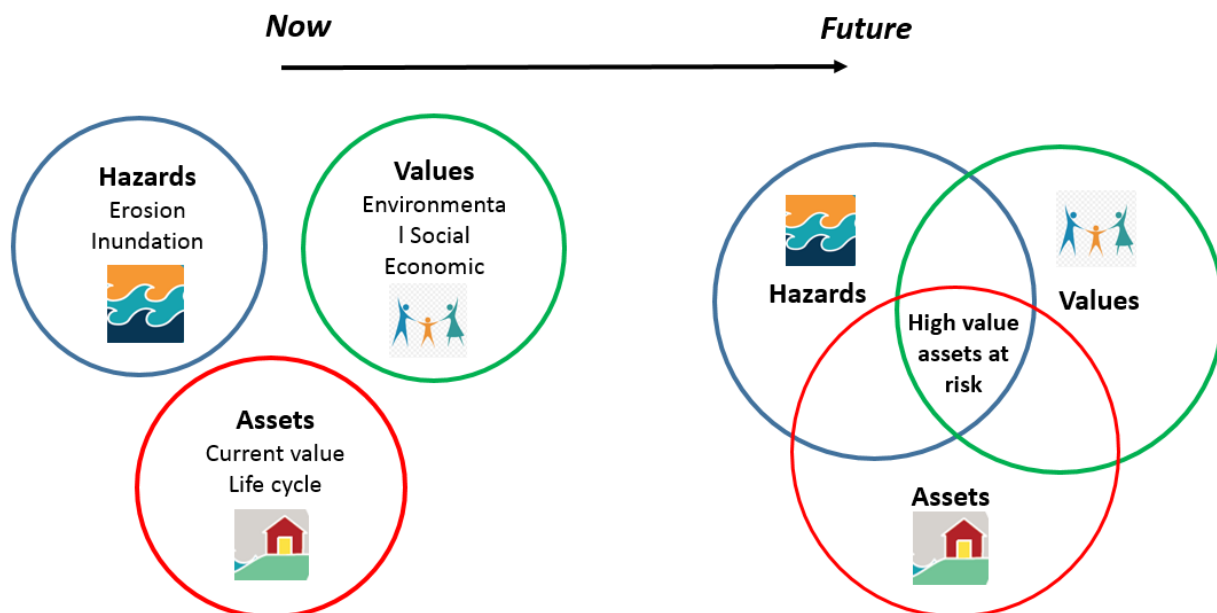 Now
Future
Hazards
Erosion
Inundation
Values
Environmenta
l Social
Economic
Assets
Current value
Life cycle
Hazards
Values
High value
assets at
risk
Assets